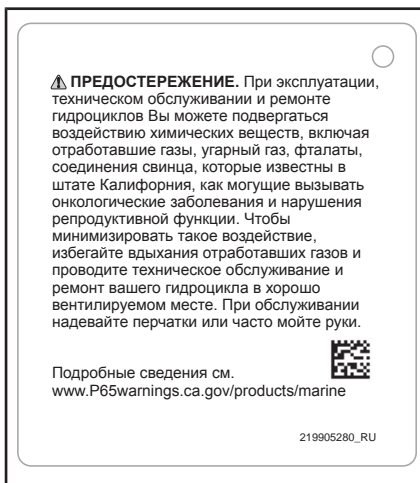 ⚠ ПРЕДОСТЕРЕЖЕНИЕ. При эксплуатации,
техническом обслуживании и ремонте
гидроциклов Вы можете подвергаться
воздействию химических веществ, включая
отработавшие газы, угарный газ, фталаты,
соединения свинца, которые известны в
штате Калифорния, как могущие вызывать
онкологические заболевания и нарушения
репродуктивной функции. Чтобы
минимизировать такое воздействие,
избегайте вдыхания отработавших газов и
проводите техническое обслуживание и
ремонт вашего гидроцикла в хорошо
вентилируемом месте. При обслуживании
надевайте перчатки или часто мойте руки.
Подробные сведения см.
www.P65warnings.ca.gov/products/marine
219905280_RU